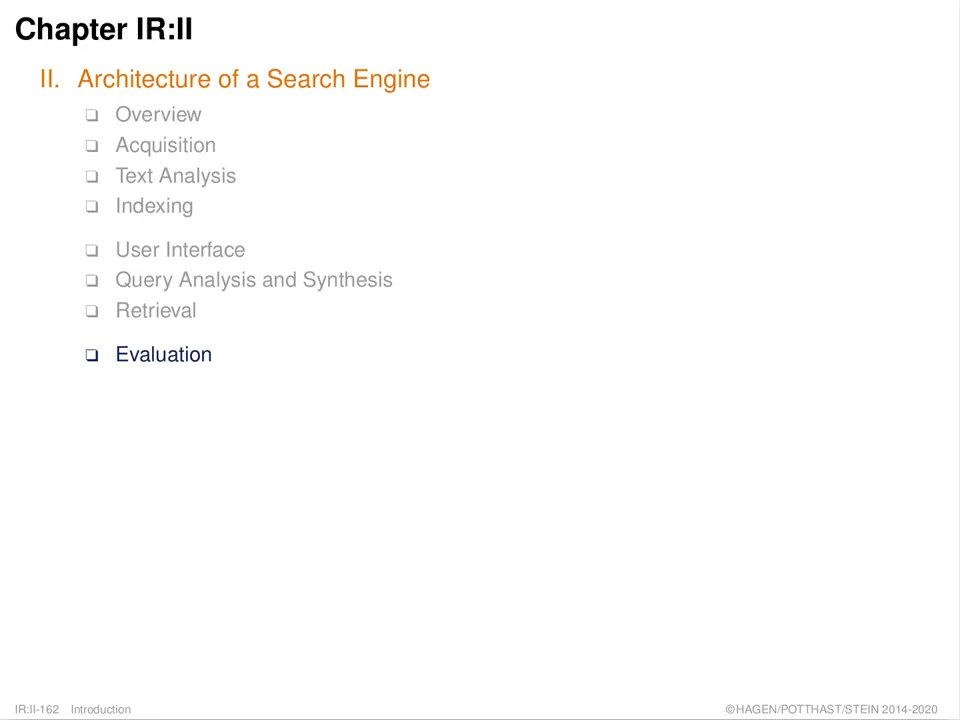 Chapter IR:II
II. Architecture of a Search Engine
❑ Overview
❑ Acquisition
❑ Text Analysis
❑ Indexing
❑ User Interface
❑ Query Analysis and Synthesis
❑ Retrieval
❑ Evaluation
IR:II-162 Introduction ©HAGEN/POTTHAST/STEIN 2014-2020